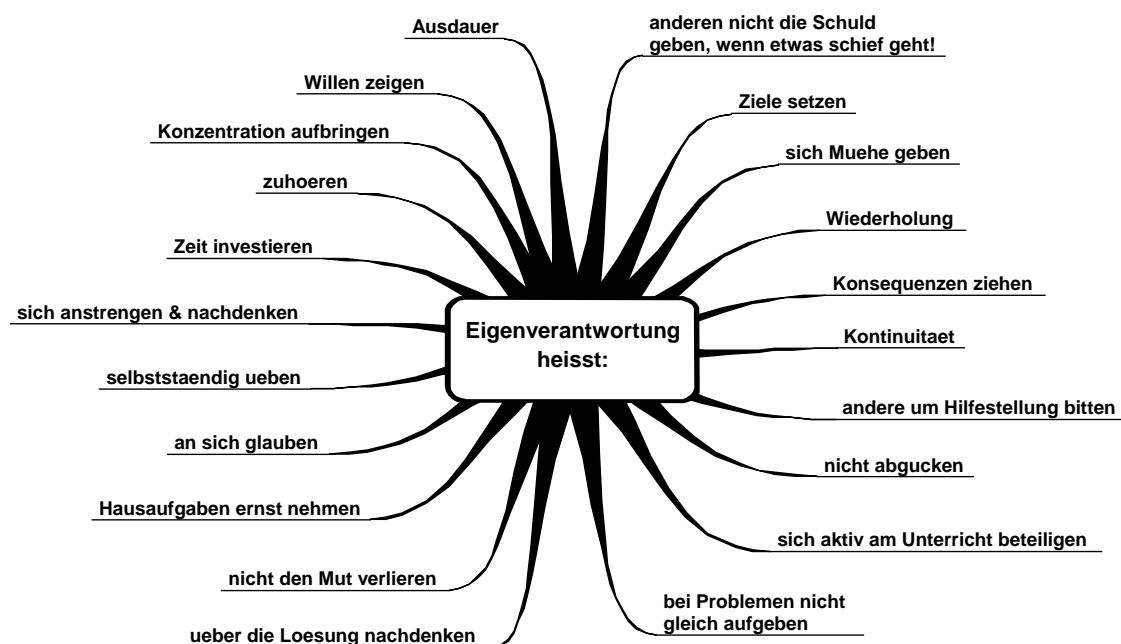 Eigenverantwortung
heisst:
anderen nicht die Schuld
geben, wenn etwas schief geht!
Ziele setzen
sich Muehe geben
Wiederholung
Konsequenzen ziehen
Kontinuitaet
andere um Hilfestellung bitten
nicht abgucken
sich aktiv am Unterricht beteiligen
bei Problemen nicht
gleich aufgeben
ueber die Loesung nachdenken
nicht den Mut verlieren
Hausaufgaben ernst nehmen
an sich glauben
selbststaendig ueben
sich anstrengen & nachdenken
Zeit investieren
zuhoeren
Konzentration aufbringen
Willen zeigen
Ausdauer